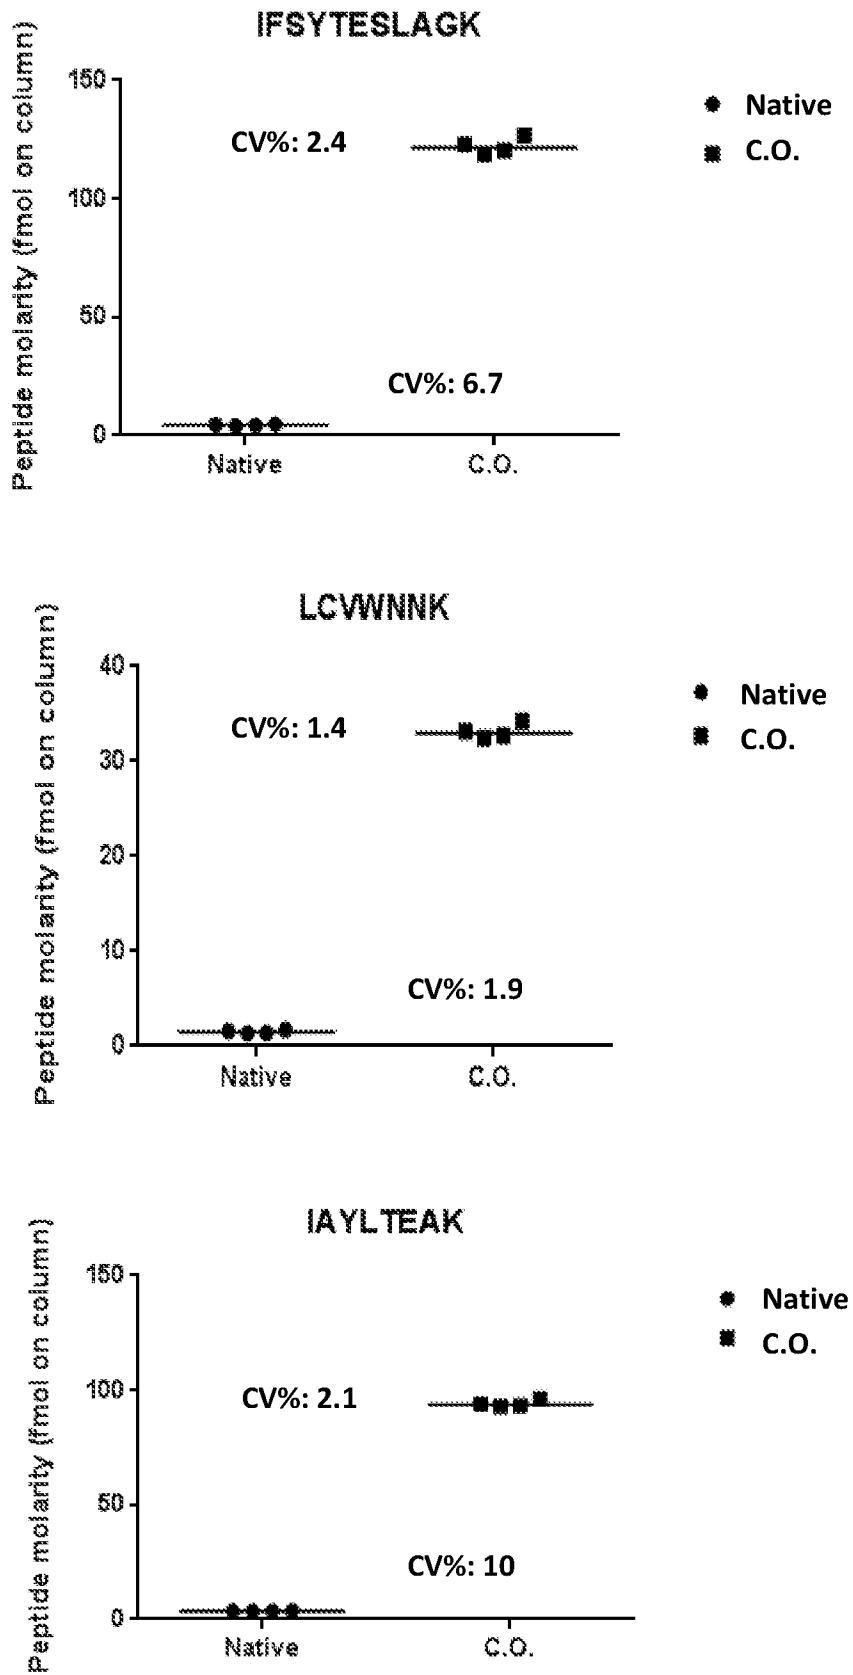 IFSYTESLAGK
Peptide molarity (fmol on column)
150
100
50
0
CV%: 2.4
CV%: 6.7
Native
C.O.
Native
C.O.
LCVWNNK
Peptide molarity (fmol on column)
40
30
20
10
0
CV%: 1.4
CV%: 1.9
Native
C.O.
Native
C.O.
IAYLTEAK
Peptide molarity (fmol on column)
150
100
50
0
CV%: 2.1
CV%: 10
Native
C.O.
Native
C.O.